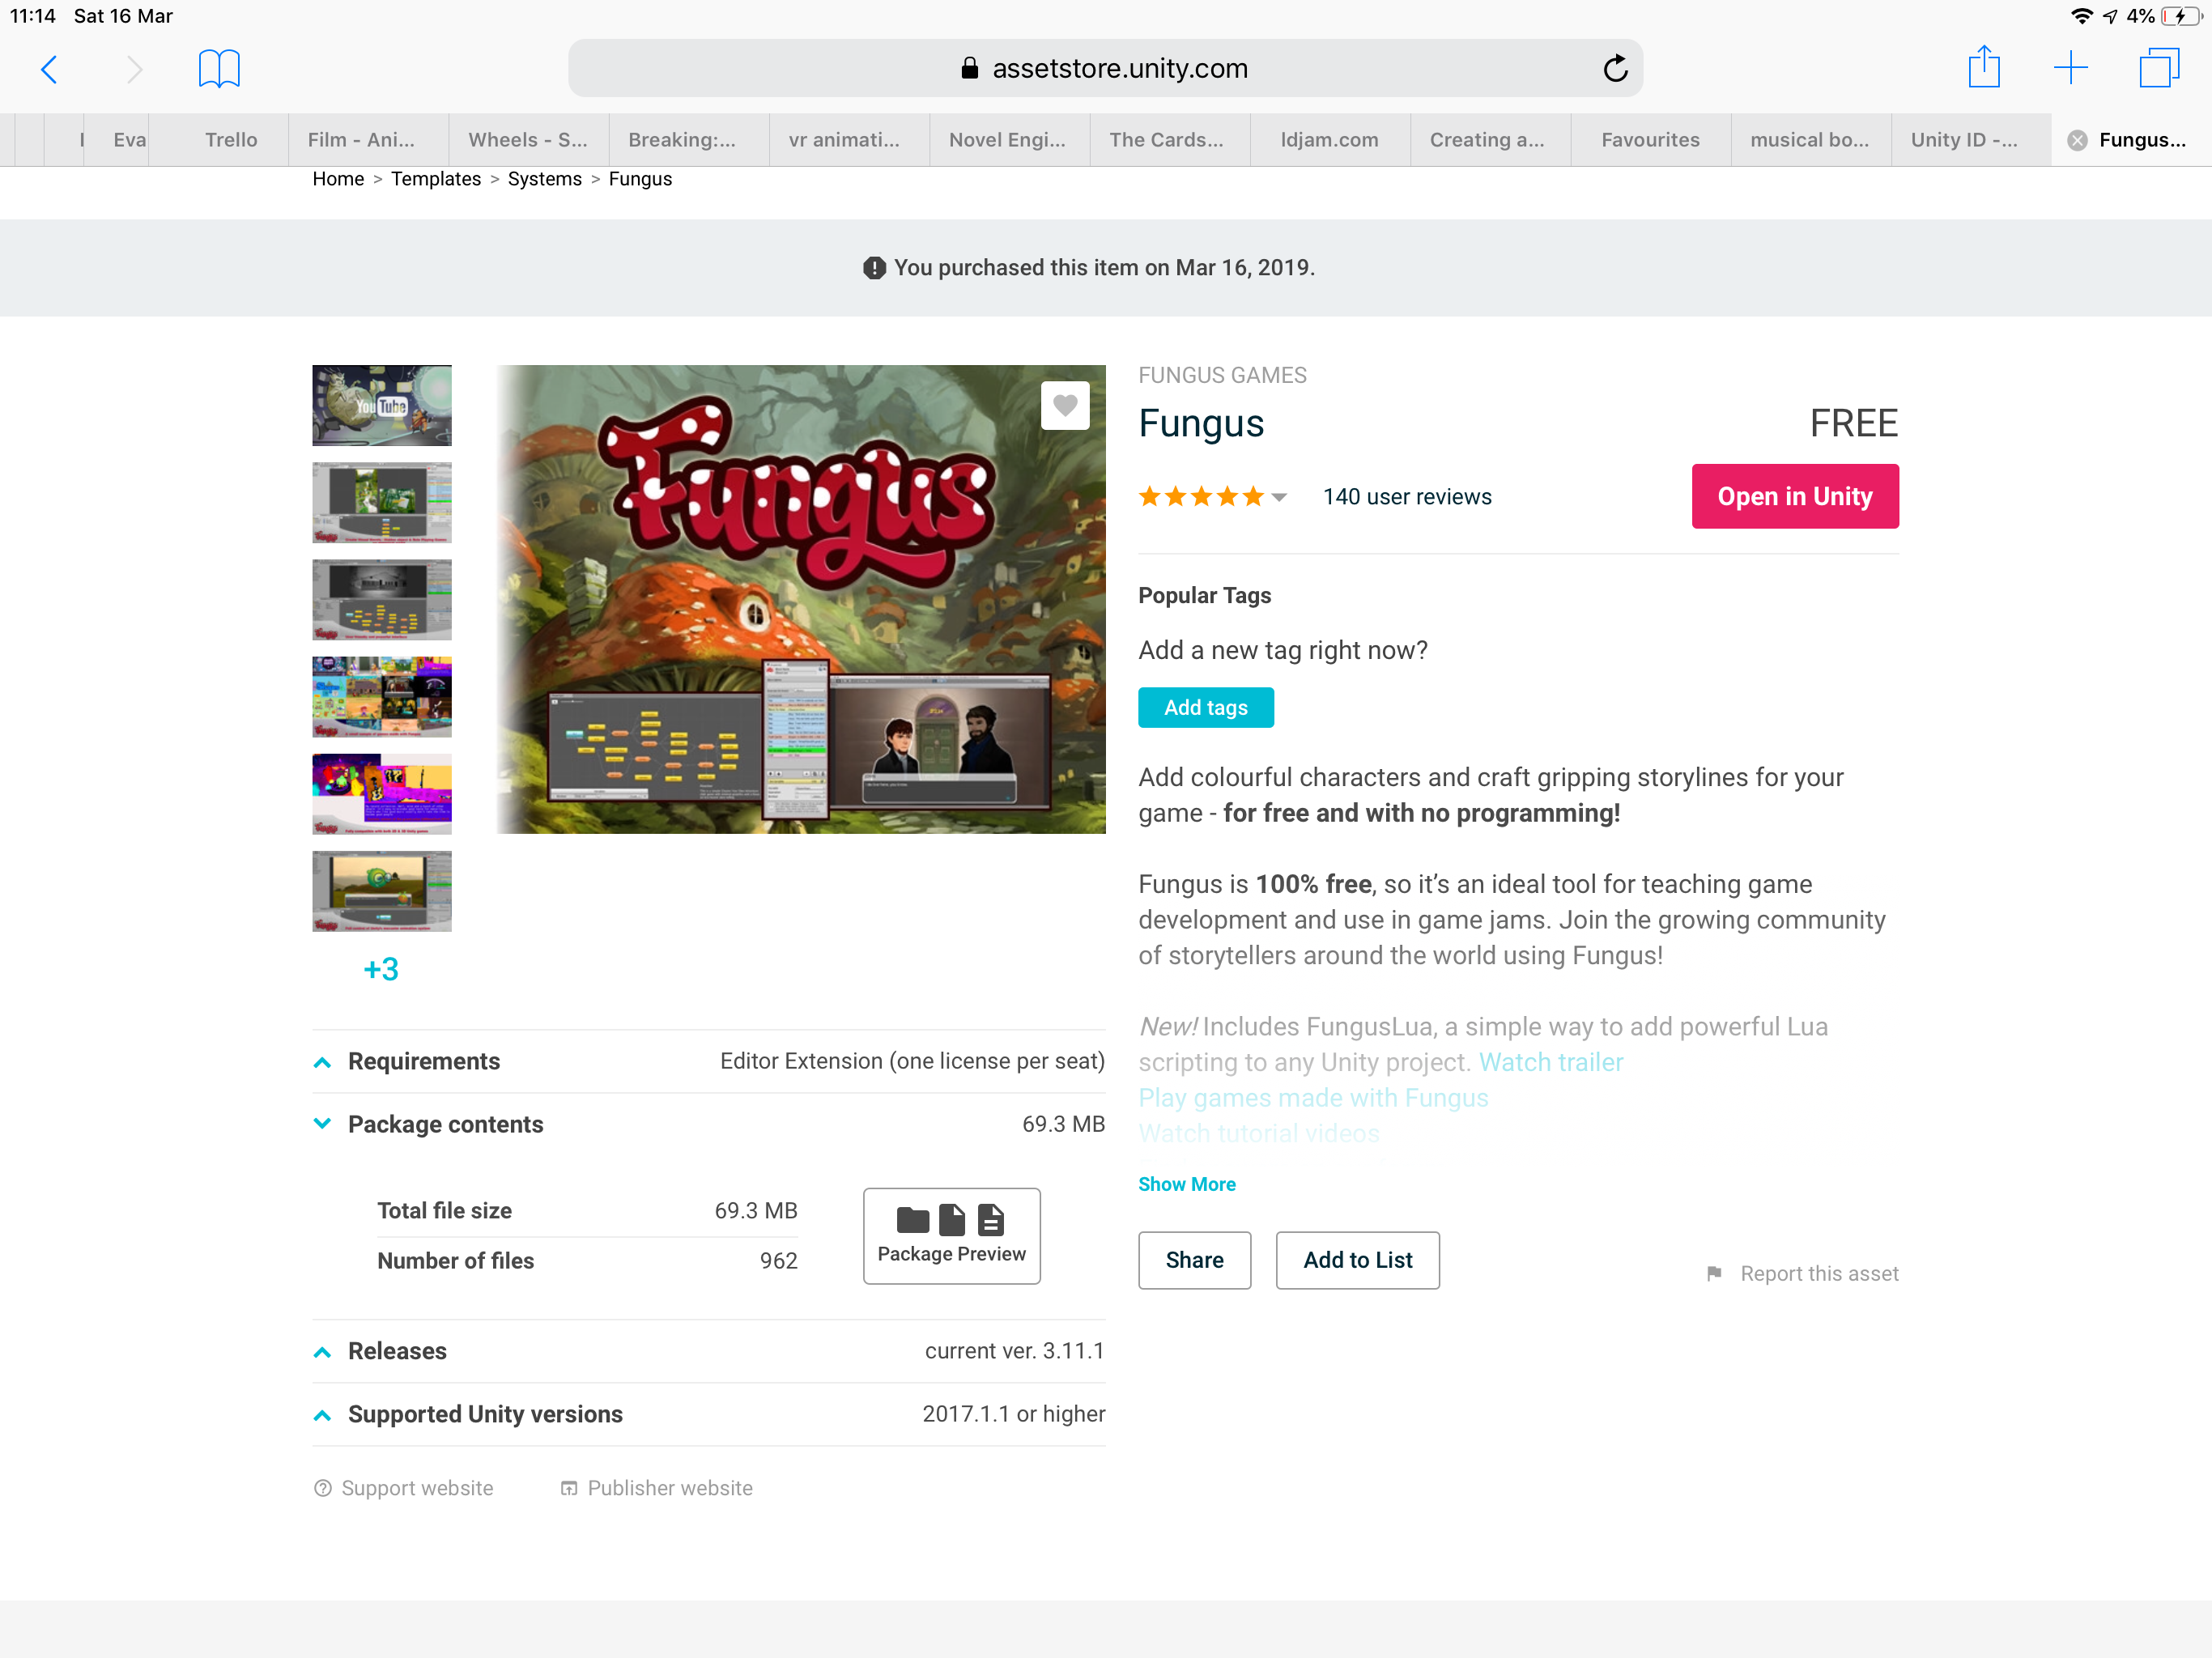 11:14 Sat 16 Mar
4%
assetstore.unity.com
Eva
Trello
Film - Ani...
Wheels - S...
Breaking:...
vr animati...
Novel Engi...
The Cards...
ldjam.com
Creating a...
Favourites
musical bo...
Unity ID -...
Fungus...
Home > Templates > Systems > Fungus
You purchased this item on Mar 16, 2019.
YouTube
Fungus
+3
FUNGUS GAMES
Fungus
FREE
140 user reviews
Open in Unity
Popular Tags
Add a new tag right now?
Add tags
Add colourful characters and craft gripping storylines for your
game - for free and with no programming!
Fungus is 100% free, so it’s an ideal tool for teaching game
development and use in game jams. Join the growing community
of storytellers around the world using Fungus!
New! Includes FungusLua, a simple way to add powerful Lua
scripting to any Unity project. Watch trailer
Play games made with Fungus
Watch tutorial videos
Show More
Share
Add to List
Report this asset
Requirements Editor Extension (one license per seat)
Package contents 69.3 MB
Total file size 69.3 MB
Number of files 962
Package Preview
Releases current ver. 3.11.1
Supported Unity versions 2017.1.1 or higher
Support website
Publisher website